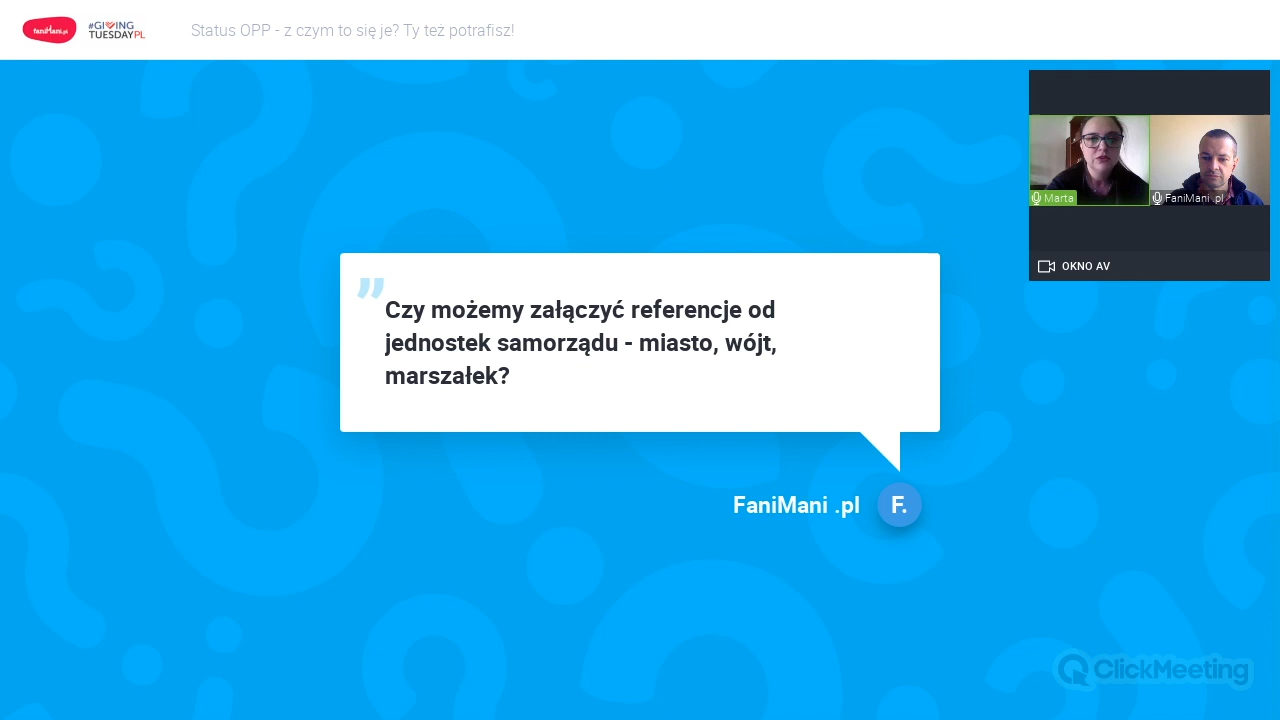 faniMani.pl
#GIVING
TUESDAYPL
Status OPP - z czym to się je? Ty też potrafisz!
Marta
FaniMani .pl
OKNO AV
”
Czy możemy załączyć referencje od
jednostek samorządu - miasto, wójt,
marszałek?
FaniMani .pl
F.
ClickMeeting